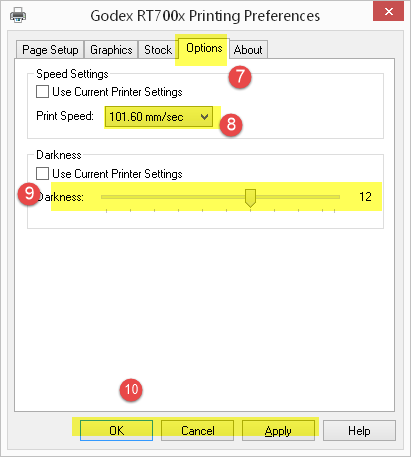 Godex RT700x Printing Preferences
Page Setup Graphics Stock Options About
7
Speed Settings
Use Current Printer Settings
Print Speed: 101.60 mm/sec
8
Darkness
Use Current Printer Settings
9
Darkness: 12
10
OK Cancel Apply Help